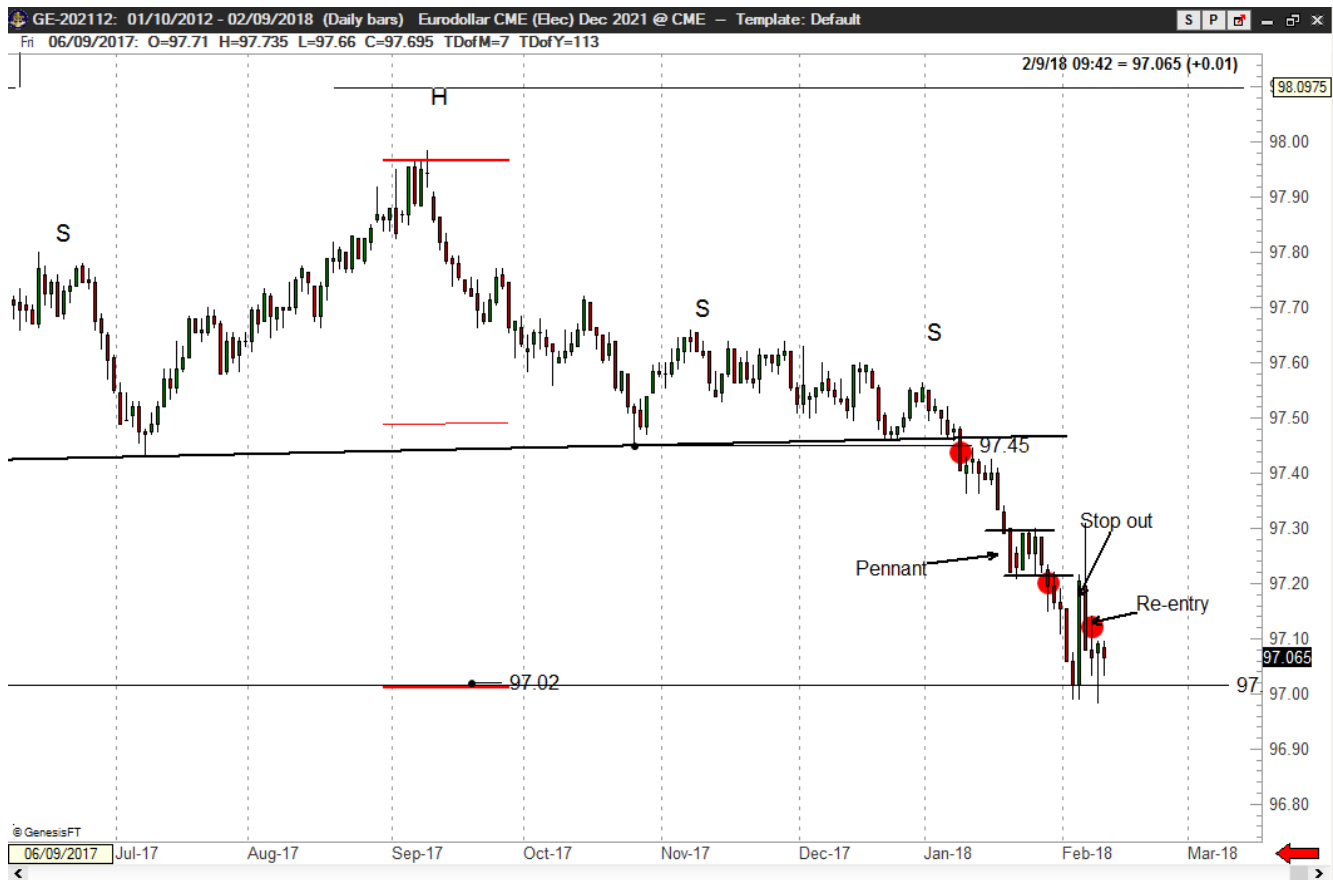 GE-202112: 01/10/2012 - 02/09/2018 (Daily bars) Eurodollar CME (Elec) Dec 2021 @ CME – Template: Default
S P
Fri 06/09/2017: O=97.71 H=97.735 L=97.66 C=97.695 TDofM=7 TDofY=113
2/9/18 09:42 = 97.065 (+0.01)
98.0975
H
98.00
97.90
S
97.80
S
97.70
S
97.60
97.50
97.45
97.40
97.30
Stop out
Pennant
97.20
Re-entry
97.10
97.065
97.02
97.
97.00
96.90
96.80
© GenesisFT
06/09/2017 Jul-17 Aug-17 Sep-17 Oct-17 Nov-17 Dec-17 Jan-18 Feb-18 Mar-18